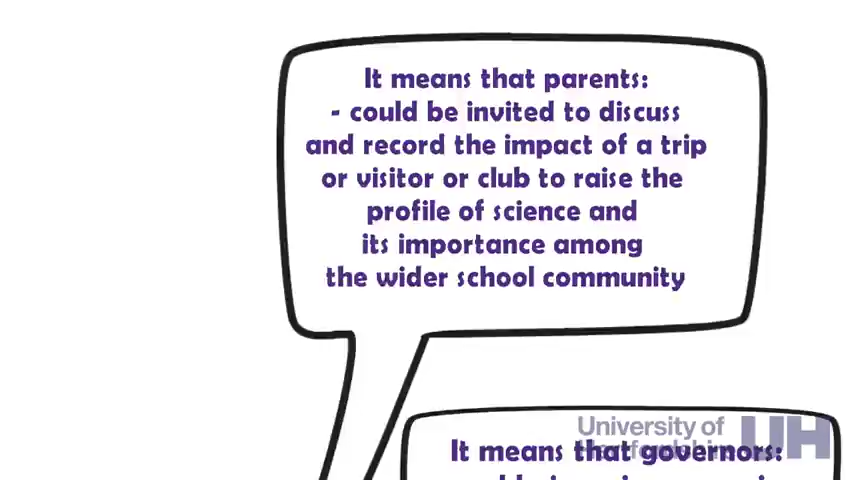 It means that parents:
- could be invited to discuss
and record the impact of a trip
or visitor or club to raise the
profile of science and
its importance among
the wider school community
University of
UH
It means that governors: